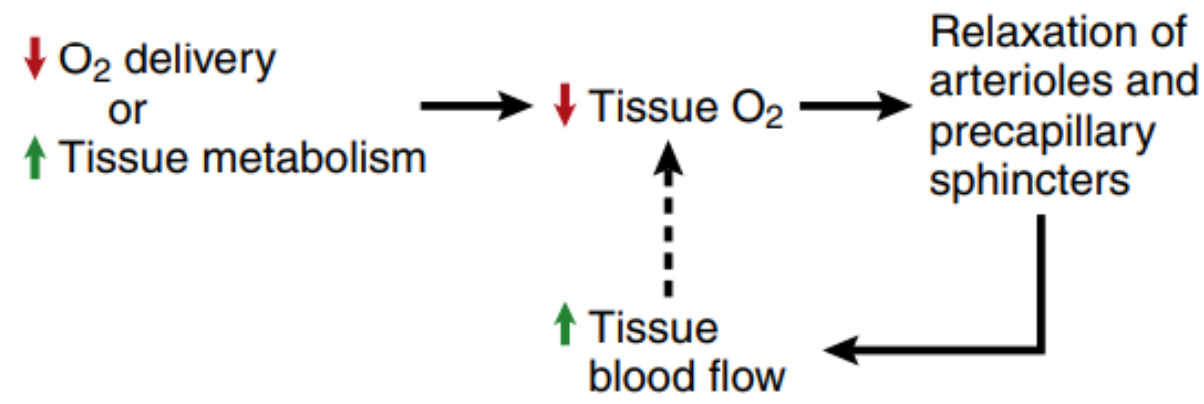 ↓ O₂ delivery
or
↑ Tissue metabolism
↓ Tissue O₂
Relaxation of
arterioles and
precapillary
sphincters
↑ Tissue
blood flow